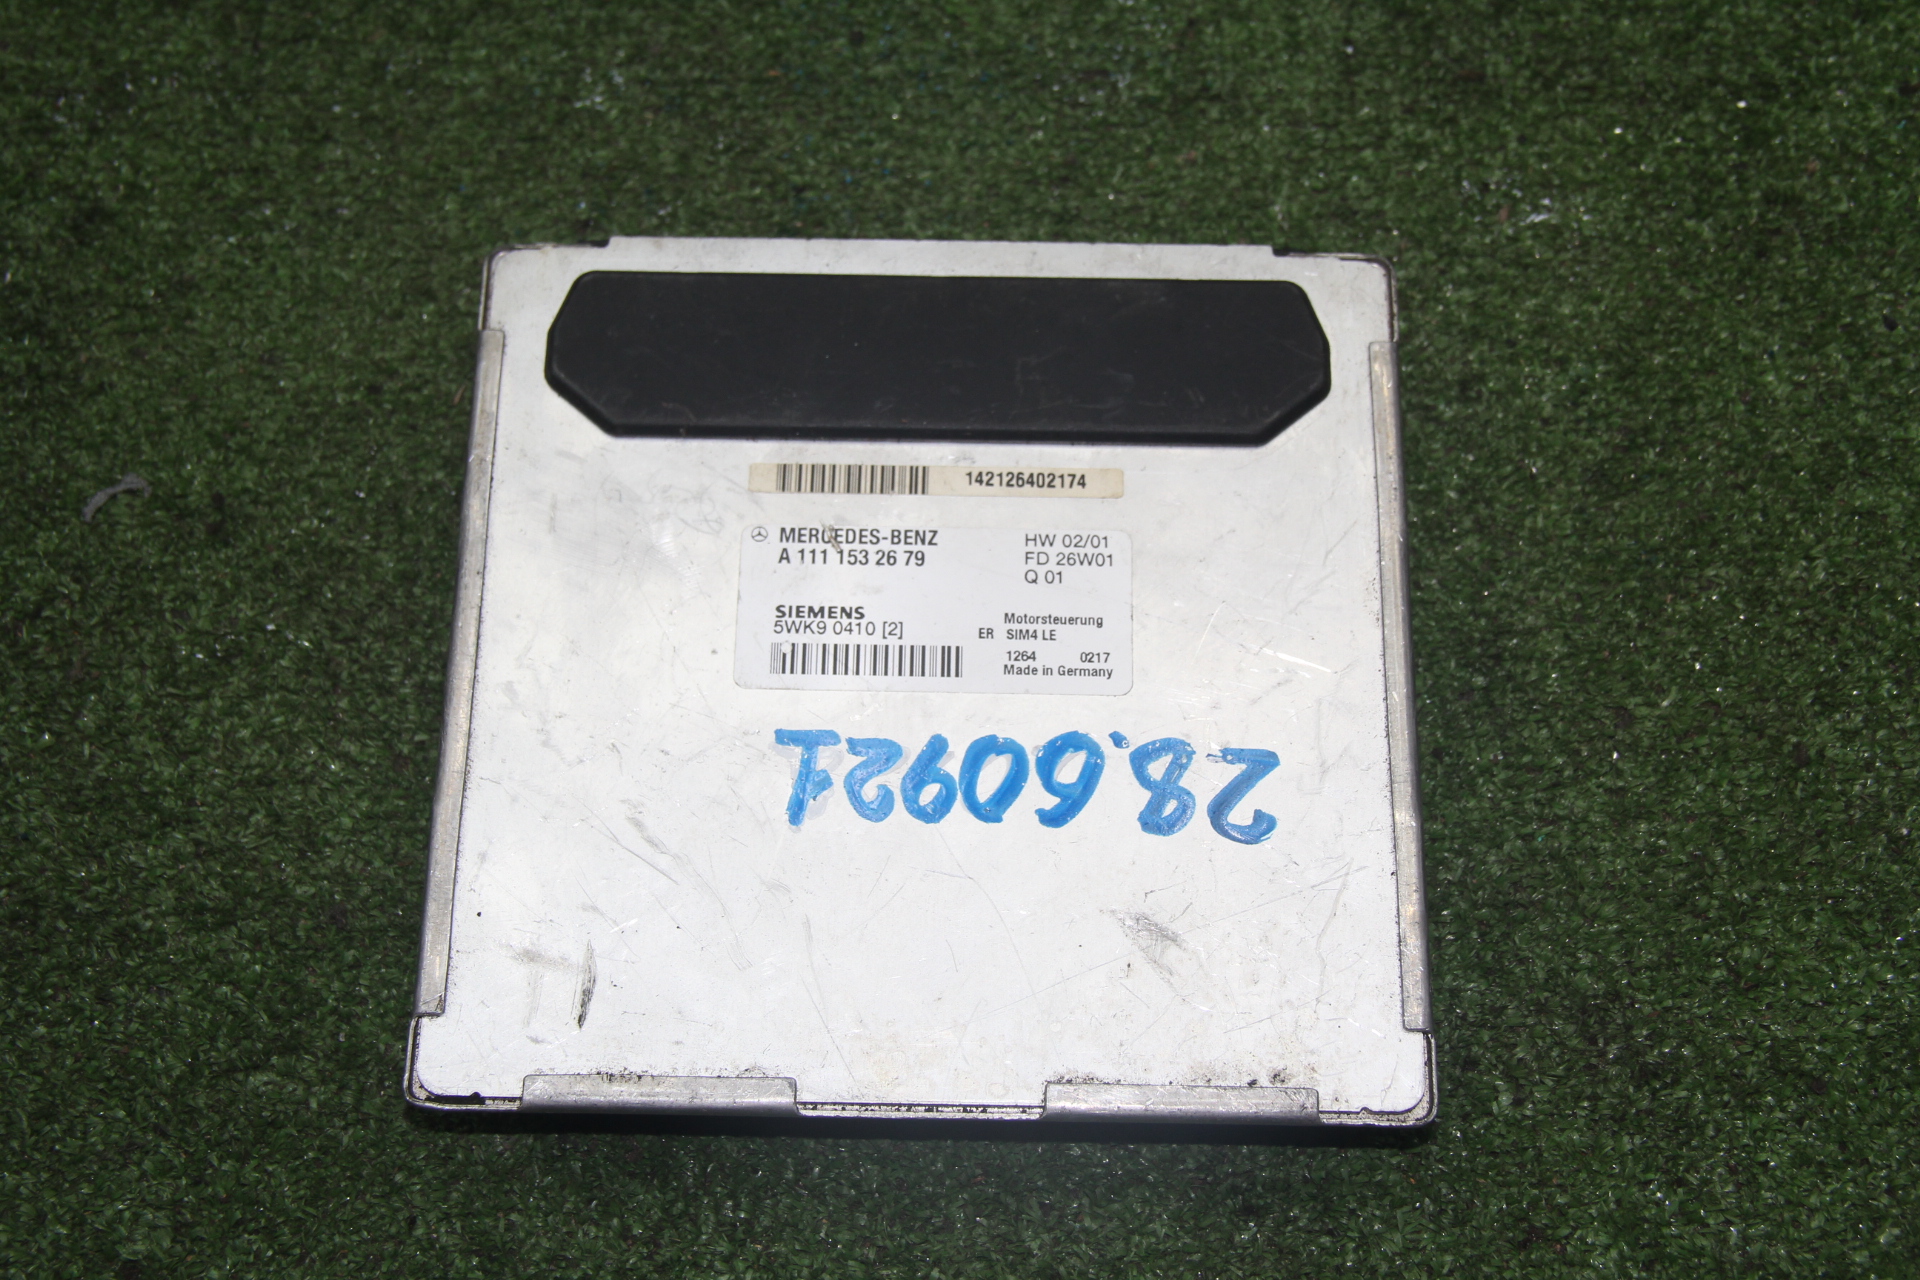 142126402174
MERCEDES-BENZ
A 111 153 26 79
HW 02/01
FD 26W01
Q 01
SIEMENS
5WK9 0410 [2]
Motorsteuerung
ER SIM4 LE
1264 0217
Made in Germany
28.60921